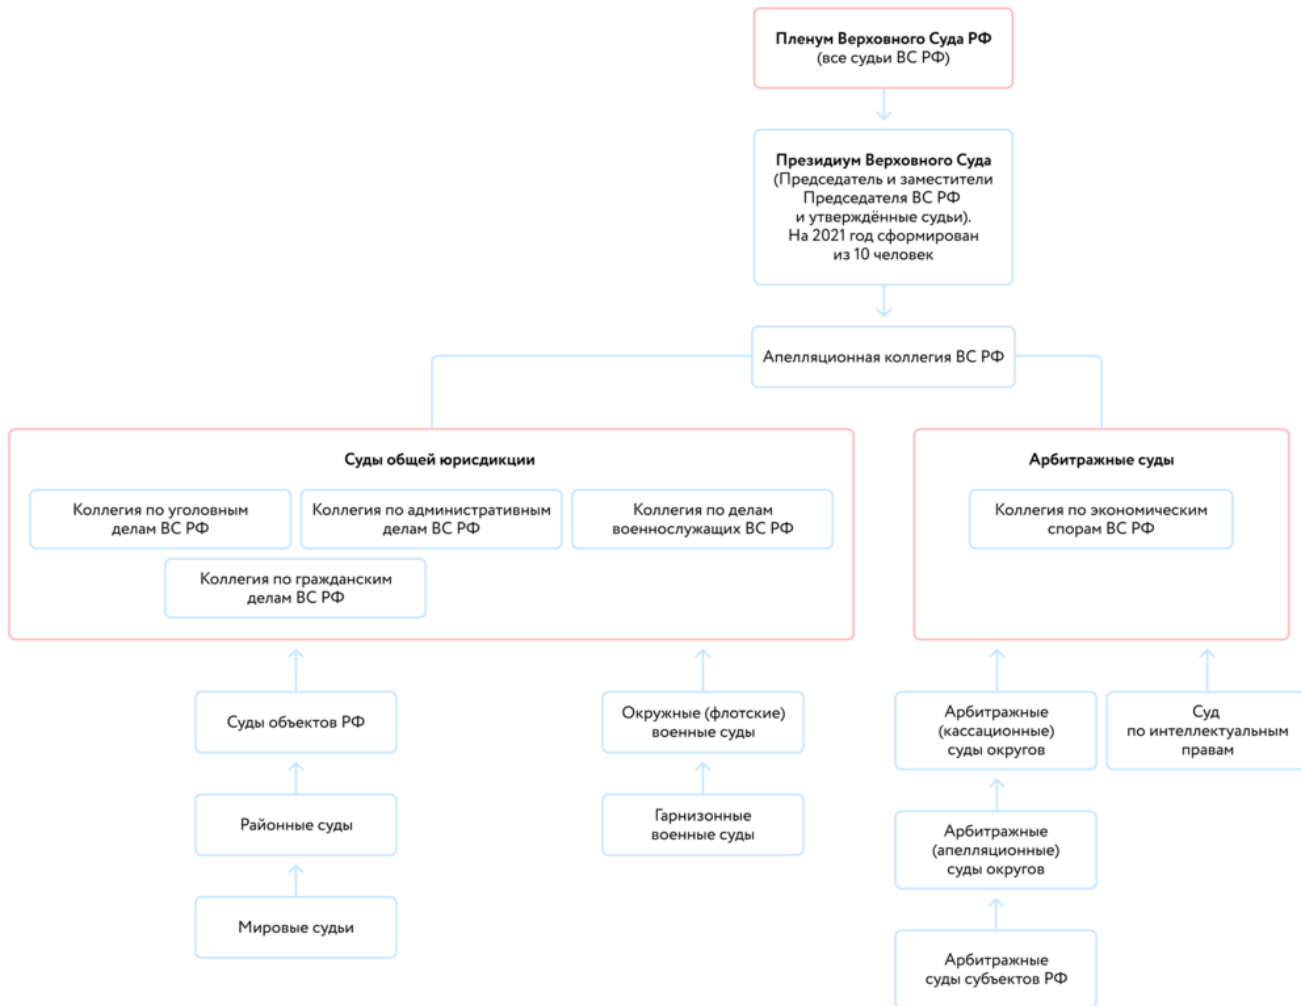 Пленум Верховного Суда РФ
(все судьи ВС РФ)
Президиум Верховного Суда
(Председатель и заместители
Председателя ВС РФ
и утверждённые судьи).
На 2021 год сформирован
из 10 человек
Апелляционная коллегия ВС РФ
Суды общей юрисдикции
Коллегия по уголовным
делам ВС РФ
Коллегия по административным
делам ВС РФ
Коллегия по делам
военнослужащих ВС РФ
Коллегия по гражданским
делам ВС РФ
Арбитражные суды
Коллегия по экономическим
спорам ВС РФ
Суды объектов РФ
Районные суды
Мировые судьи
Окружные (флотские)
военные суды
Гарнизонные
военные суды
Арбитражные
(кассационные)
суды округов
Арбитражные
(апелляционные)
суды округов
Арбитражные
суды субъектов РФ
Суд
по интеллектуальным
правам